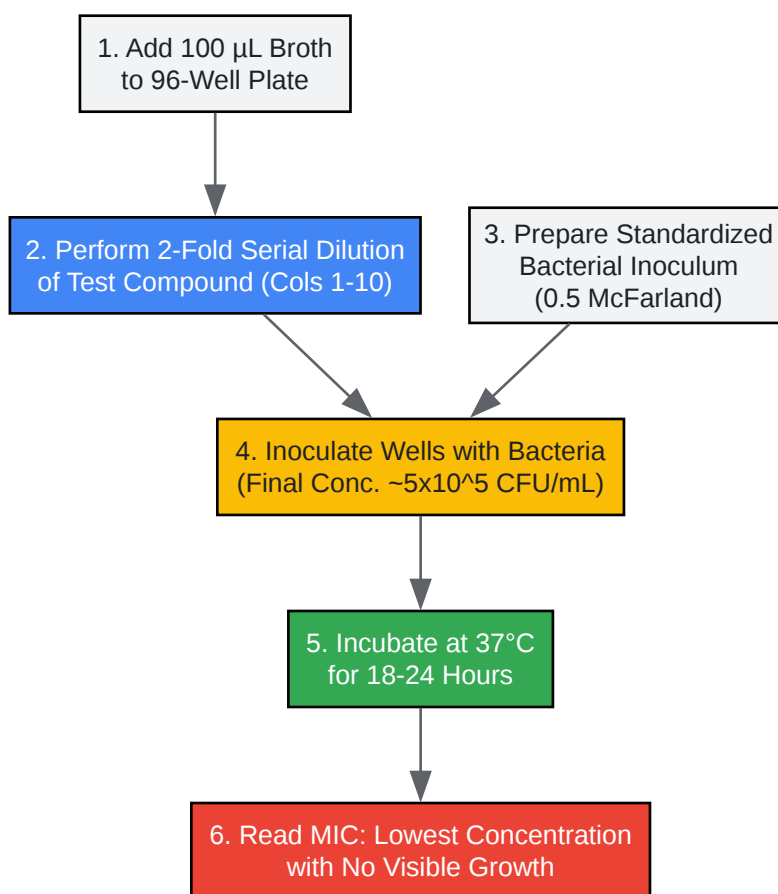 1. Add 100 µL Broth
to 96-Well Plate
2. Perform 2-Fold Serial Dilution
of Test Compound (Cols 1-10)
3. Prepare Standardized
Bacterial Inoculum
(0.5 McFarland)
4. Inoculate Wells with Bacteria
(Final Conc. ~5x10^5 CFU/mL)
5. Incubate at 37°C
for 18-24 Hours
6. Read MIC: Lowest Concentration
with No Visible Growth